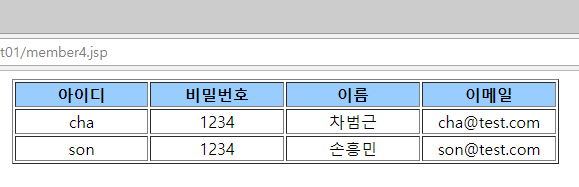 t01/member4.jsp
아이디 비밀번호 이름 이메일
cha 1234 차범근 cha@test.com
son 1234 손흥민 son@test.com